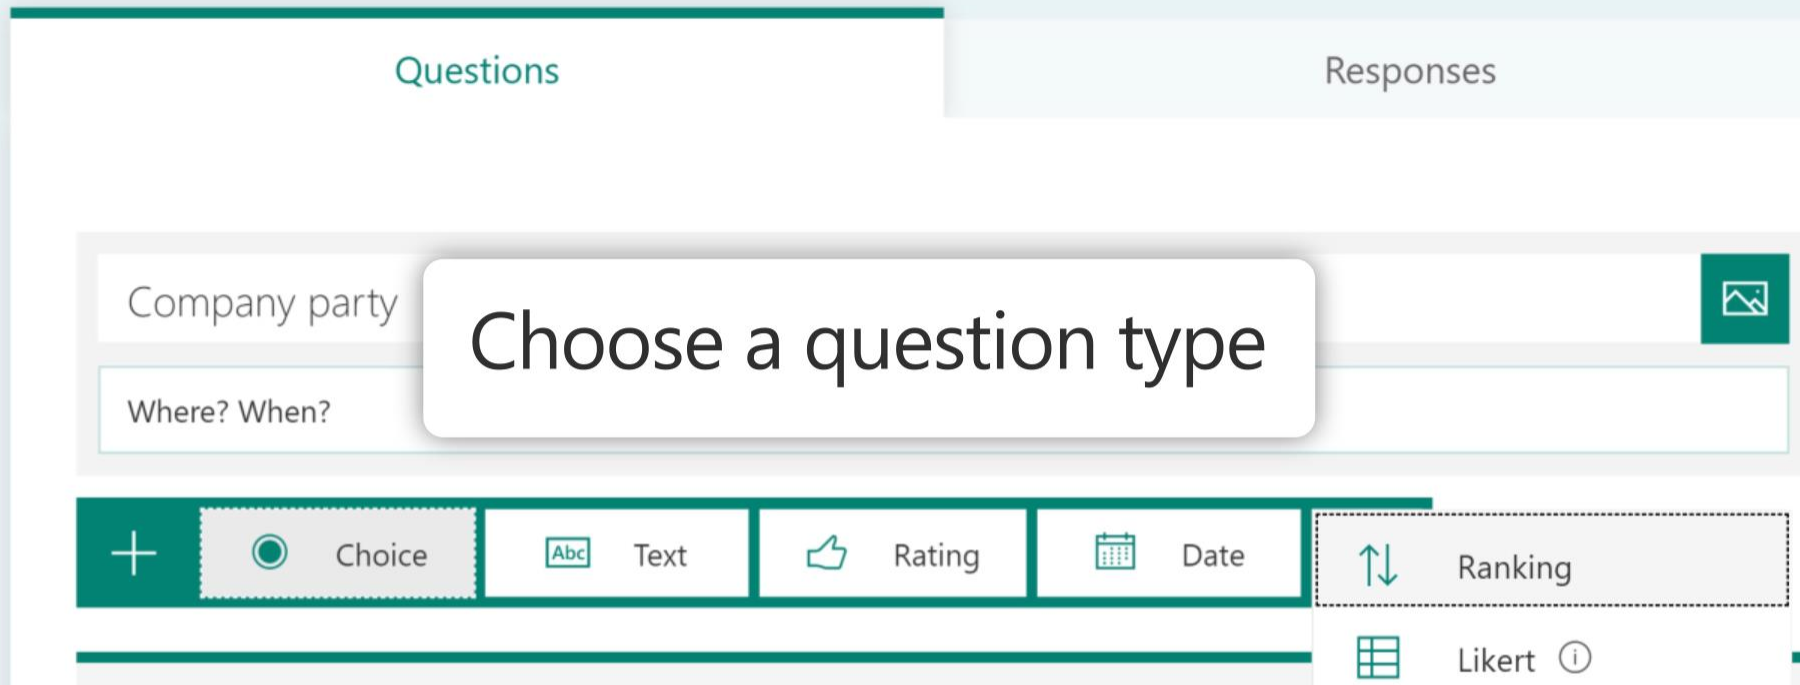 Questions
Responses
Company party
Choose a question type
Where? When?
Choice
Abc
Text
Rating
Date
Ranking
Likert